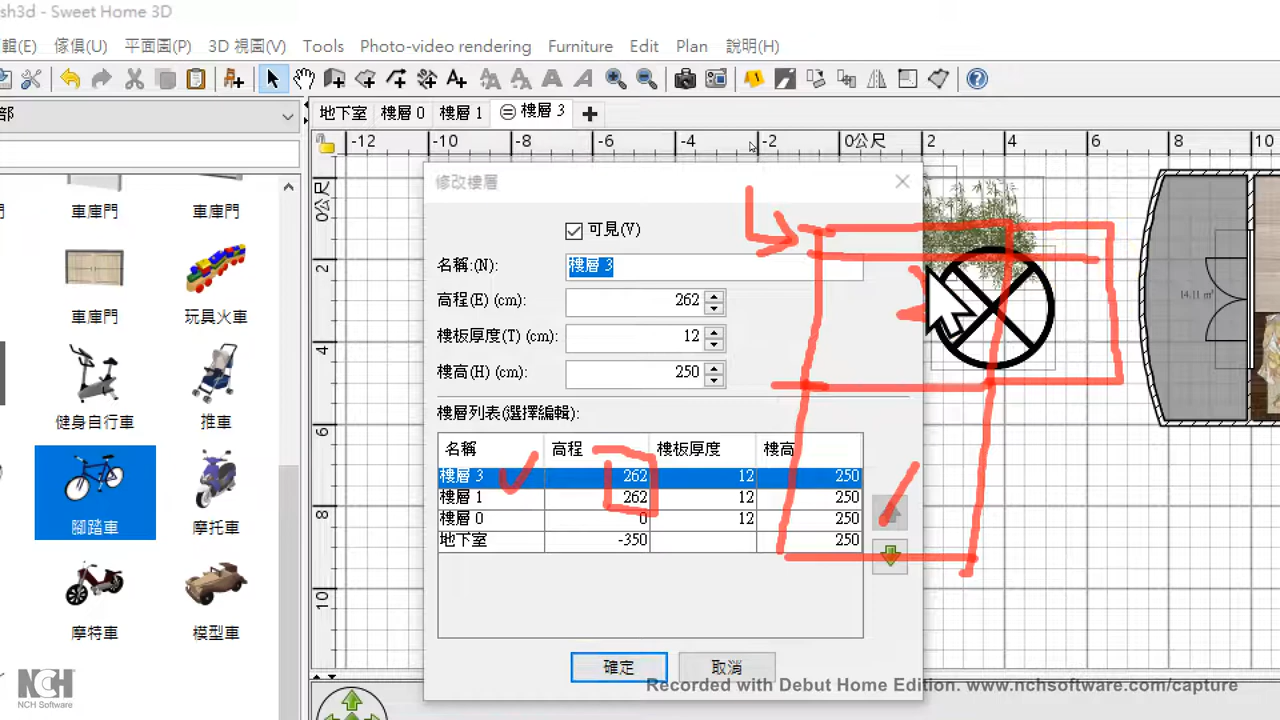 sh3d - Sweet Home 3D
輯(E) 傢俱(U) 平面圖(P) 3D 視圖(V) Tools Photo-video rendering Furniture Edit Plan 說明(H)
部
地下室 樓層 0 樓層 1 樓層 3
-12 -10 -8 -6 -4 -2 0公尺 2 4 6 8 10
0公尺
2
4
6
8
10
車庫門 車庫門
車庫門 玩具火車
健身自行車 推車
腳踏車 摩托車
摩特車 模型車
修改樓層
可見(V)
名稱:(N): 樓層 3
高程(E) (cm): 262
樓板厚度(T) (cm): 12
樓高(H) (cm): 250
樓層列表(選擇編輯):
名稱 高程 樓板厚度 樓高
樓層 3 262 12 250
樓層 1 262 12 250
樓層 0 0 12 250
地下室 -350 250
確定 取消
14.11 m²
NCH
NCH Software
Recorded with Debut Home Edition. www.nchsoftware.com/capture